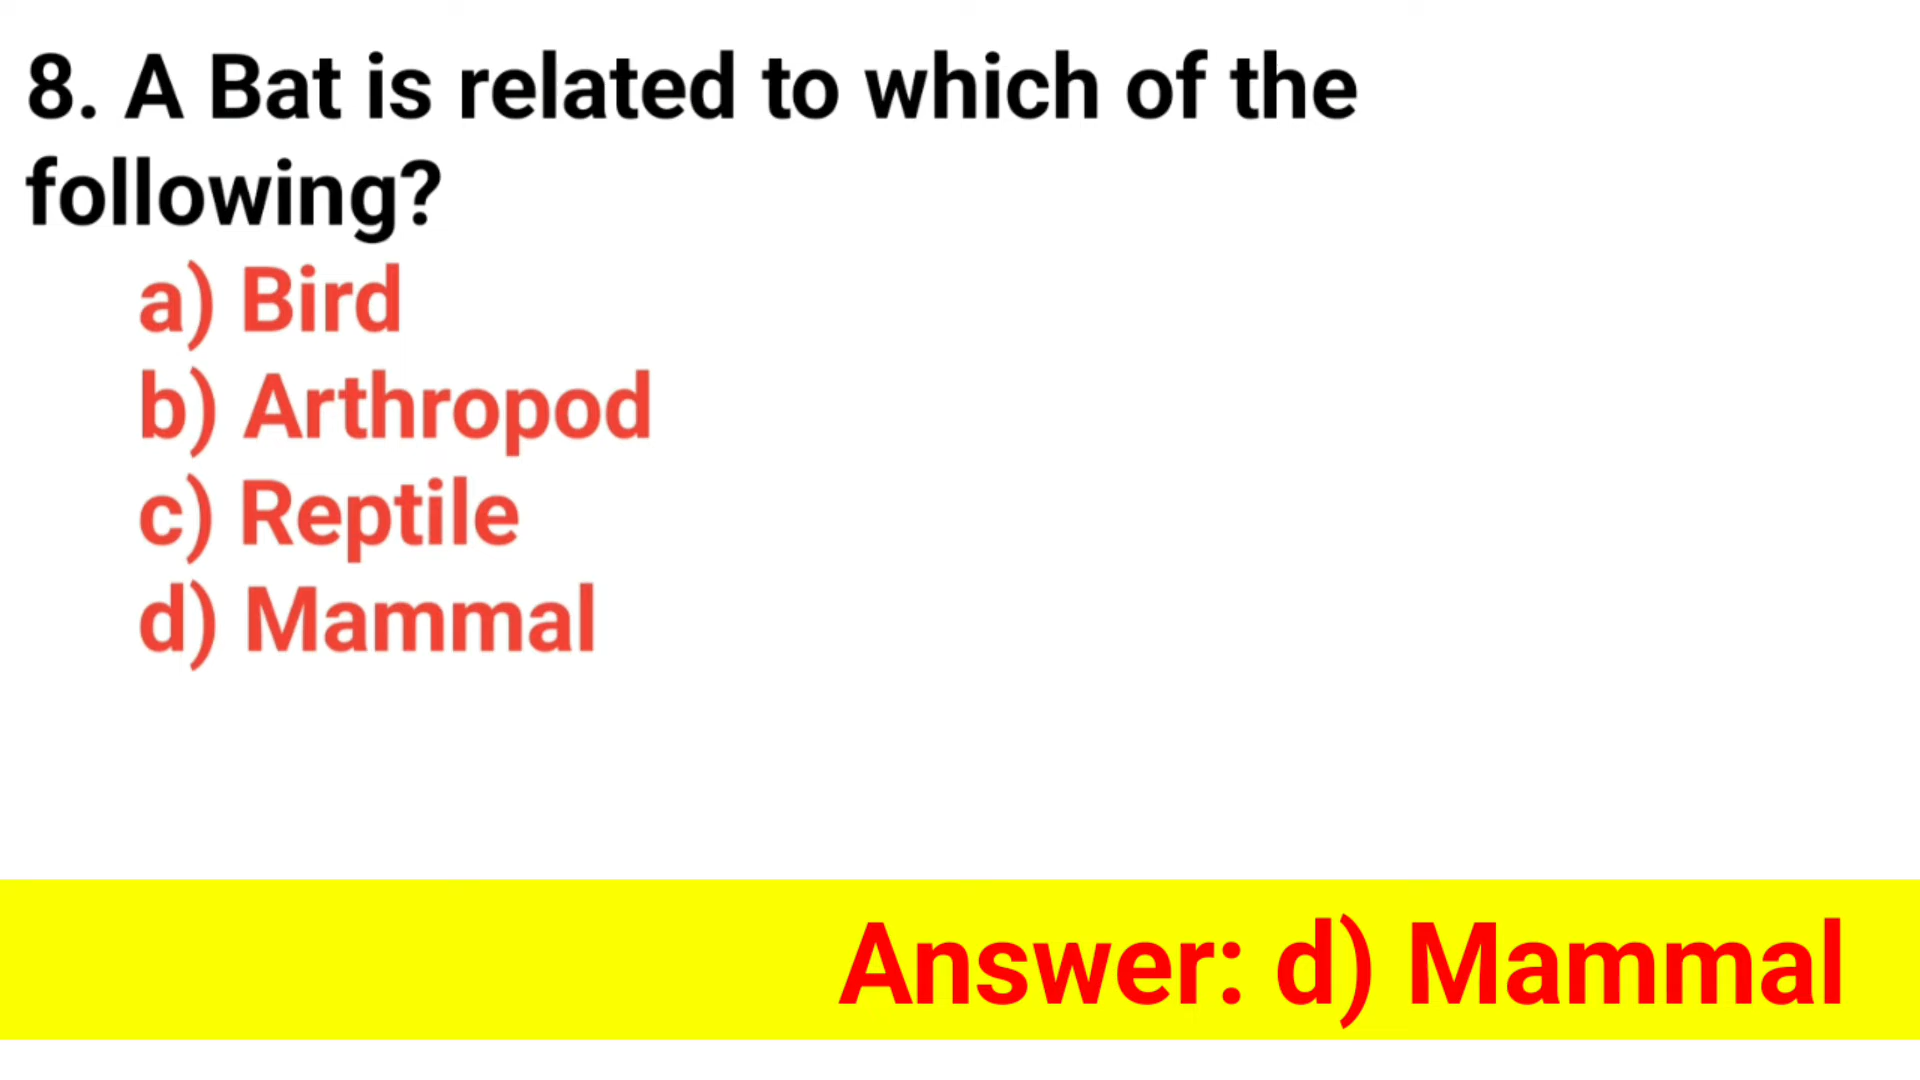 8. A Bat is related to which of the
following?
a) Bird
b) Arthropod
c) Reptile
d) Mammal
Answer: d) Mammal